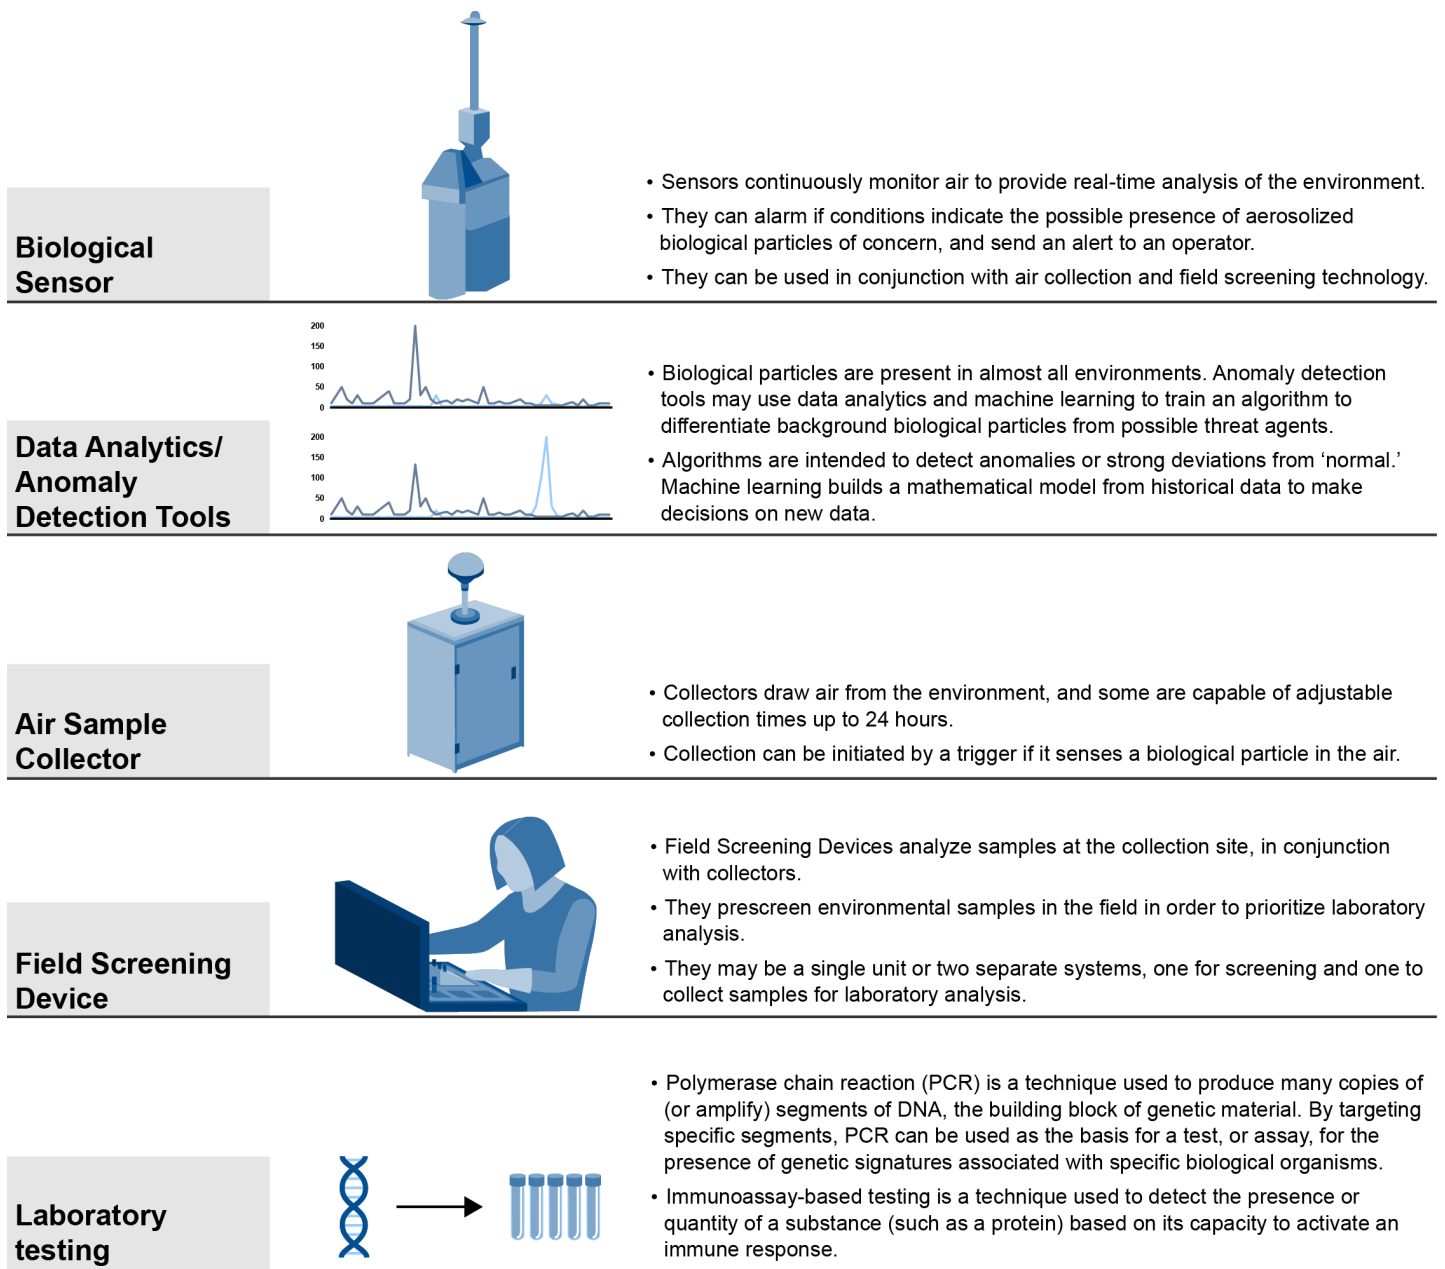 Biological
Sensor
• Sensors continuously monitor air to provide real-time analysis of the environment.
• They can alarm if conditions indicate the possible presence of aerosolized
biological particles of concern, and send an alert to an operator.
• They can be used in conjunction with air collection and field screening technology.
Data Analytics/
Anomaly
Detection Tools
200
150
100
50
0
200
150
100
50
0
• Biological particles are present in almost all environments. Anomaly detection
tools may use data analytics and machine learning to train an algorithm to
differentiate background biological particles from possible threat agents.
• Algorithms are intended to detect anomalies or strong deviations from ‘normal.’
Machine learning builds a mathematical model from historical data to make
decisions on new data.
Air Sample
Collector
• Collectors draw air from the environment, and some are capable of adjustable
collection times up to 24 hours.
• Collection can be initiated by a trigger if it senses a biological particle in the air.
Field Screening
Device
• Field Screening Devices analyze samples at the collection site, in conjunction
with collectors.
• They prescreen environmental samples in the field in order to prioritize laboratory
analysis.
• They may be a single unit or two separate systems, one for screening and one to
collect samples for laboratory analysis.
Laboratory
testing
• Polymerase chain reaction (PCR) is a technique used to produce many copies of
(or amplify) segments of DNA, the building block of genetic material. By targeting
specific segments, PCR can be used as the basis for a test, or assay, for the
presence of genetic signatures associated with specific biological organisms.
• Immunoassay-based testing is a technique used to detect the presence or
quantity of a substance (such as a protein) based on its capacity to activate an
immune response.